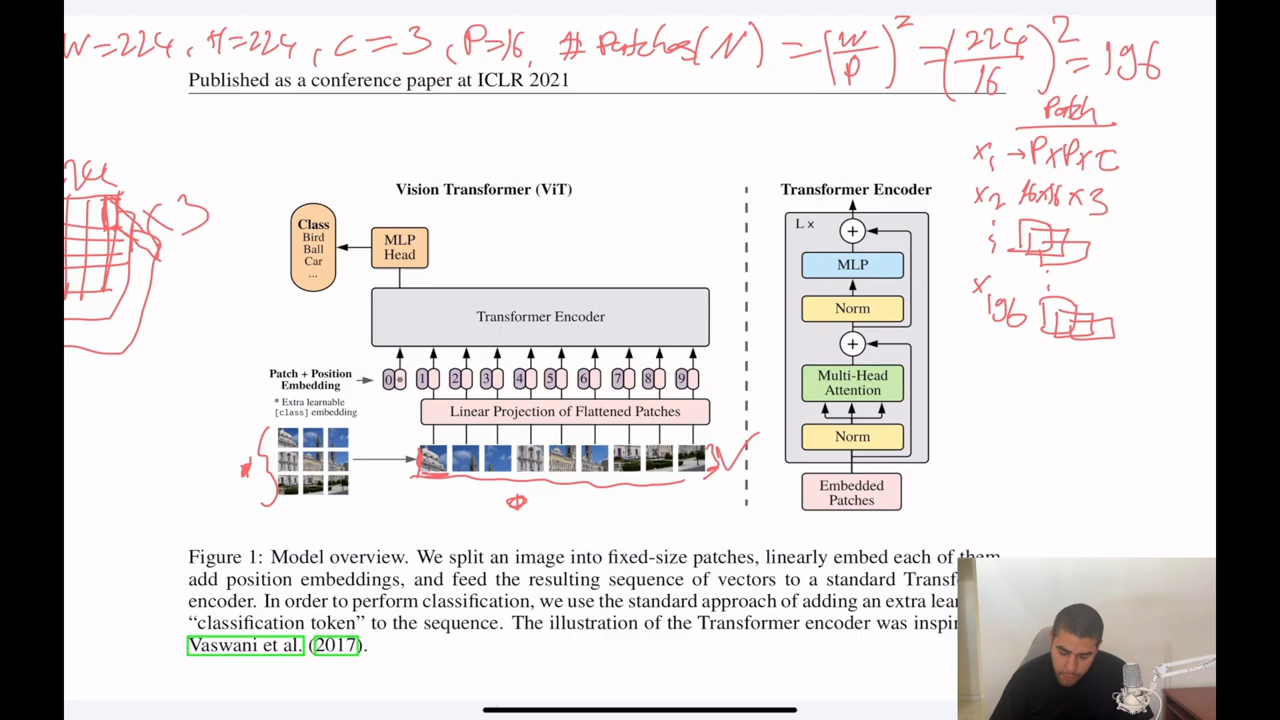 W=224, H=224, C=3, P=16, # Patches(N) = (W/P)² = (224/16)² = 196
Published as a conference paper at ICLR 2021
Patch
x₁ → P×P×C
x₂ 16×16×3
x₁₉₆
×3
Vision Transformer (ViT)
Class
Bird
Ball
Car
...
MLP
Head
Transformer Encoder
Patch + Position
Embedding
* Extra learnable
[class] embedding
0 * 1 2 3 4 5 6 7 8 9
Linear Projection of Flattened Patches
Transformer Encoder
L x
+
MLP
Norm
+
Multi-Head
Attention
Norm
Embedded
Patches
Figure 1: Model overview. We split an image into fixed-size patches, linearly embed each of them,
add position embeddings, and feed the resulting sequence of vectors to a standard Transf
encoder. In order to perform classification, we use the standard approach of adding an extra lea
“classification token” to the sequence. The illustration of the Transformer encoder was inspi
Vaswani et al. (2017).